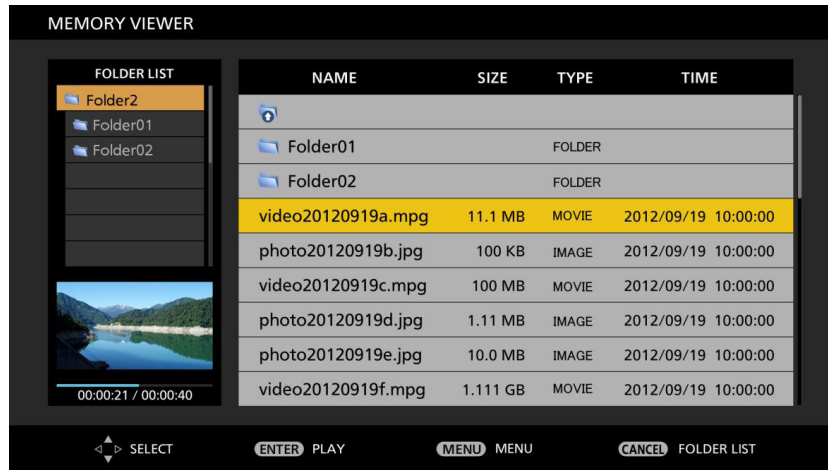 MEMORY VIEWER
FOLDER LIST
Folder2
Folder01
Folder02
00:00:21 / 00:00:40
NAME SIZE TYPE TIME
Folder01 FOLDER
Folder02 FOLDER
video20120919a.mpg 11.1 MB MOVIE 2012/09/19 10:00:00
photo20120919b.jpg 100 KB IMAGE 2012/09/19 10:00:00
video20120919c.mpg 100 MB MOVIE 2012/09/19 10:00:00
photo20120919d.jpg 1.11 MB IMAGE 2012/09/19 10:00:00
photo20120919e.jpg 10.0 MB IMAGE 2012/09/19 10:00:00
video20120919f.mpg 1.111 GB MOVIE 2012/09/19 10:00:00
SELECT ENTER PLAY MENU MENU CANCEL FOLDER LIST